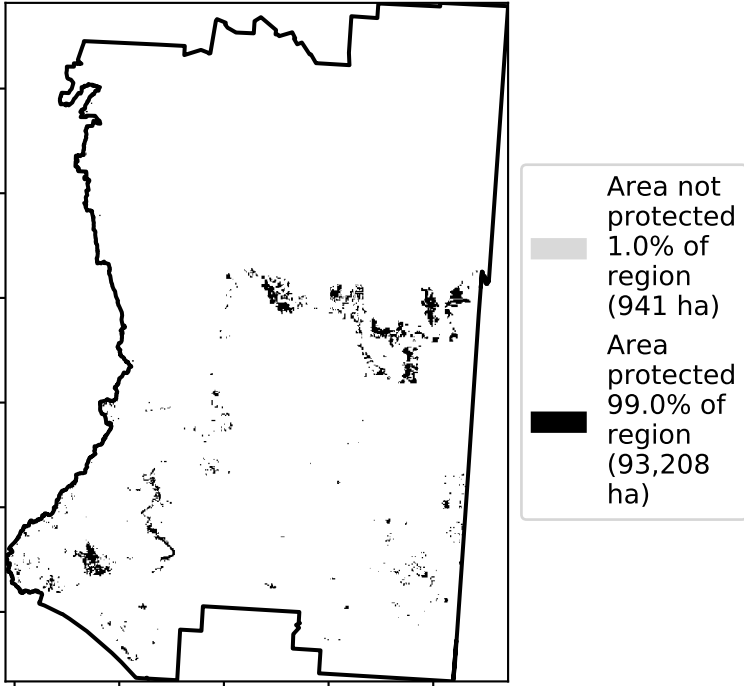 Area not
protected
1.0% of
region
(941 ha)
Area
protected
99.0% of
region
(93,208
ha)